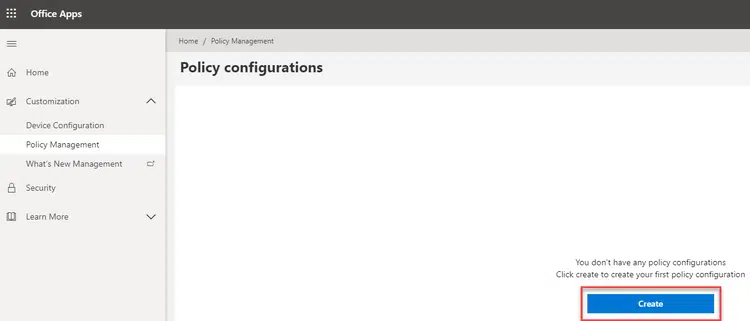 Office Apps
Home / Policy Management
Policy configurations
Home
Customization
Device Configuration
Policy Management
What's New Management
Security
Learn More
You don't have any policy configurations
Click create to create your first policy configuration
Create